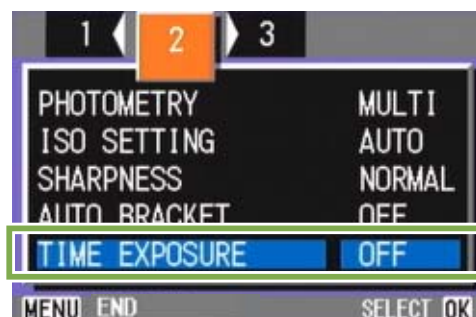 1 2 3
PHOTOMETRY MULTI
ISO SETTING AUTO
SHARPNESS NORMAL
AUTO BRACKET OFF
TIME EXPOSURE OFF
MENU END SELECT OK